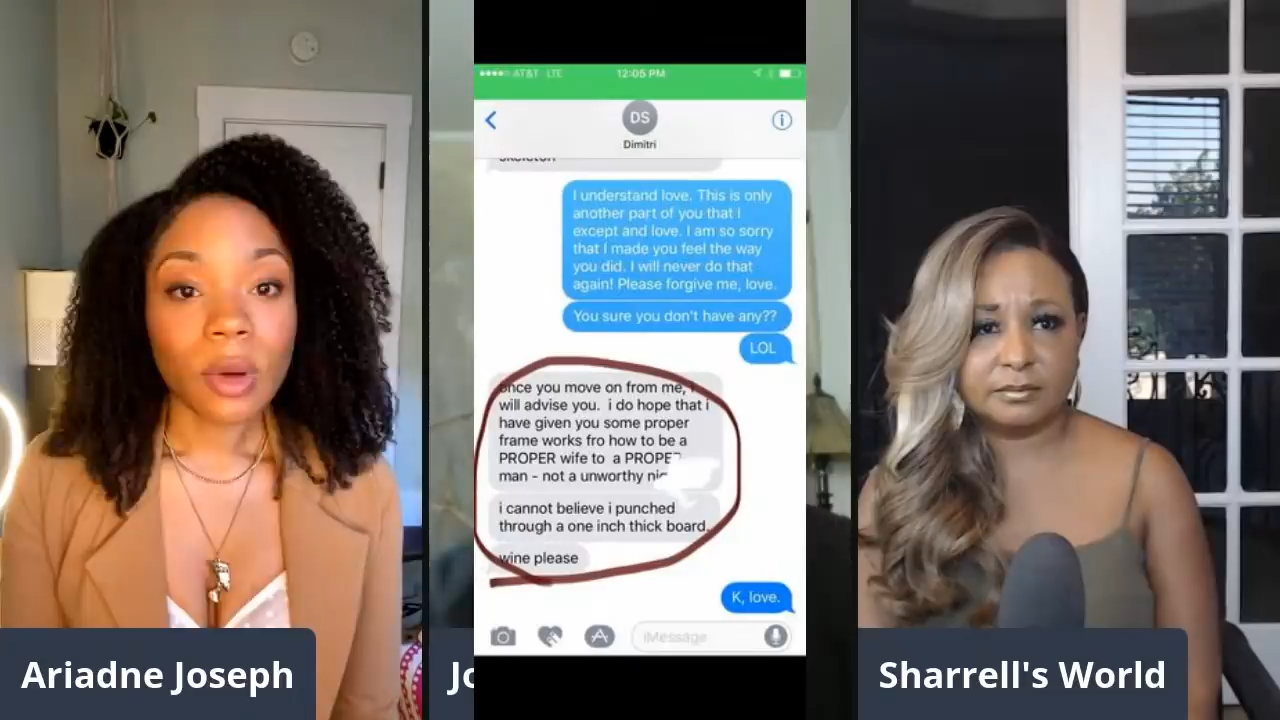 AT&T LTE
12:05 PM
DS
Dimitri
skeleton
I understand love. This is only
another part of you that I
except and love. I am so sorry
that I made you feel the way
you did. I will never do that
again! Please forgive me, love.
You sure you don't have any??
LOL
once you move on from me,
will advise you. i do hope that i
have given you some proper
frame works fro how to be a
PROPER wife to a PROPER
man - not a unworthy
i cannot believe i punched
through a one inch thick board.
wine please
K, love.
iMessage
Ariadne Joseph
Jo
Sharrell's World